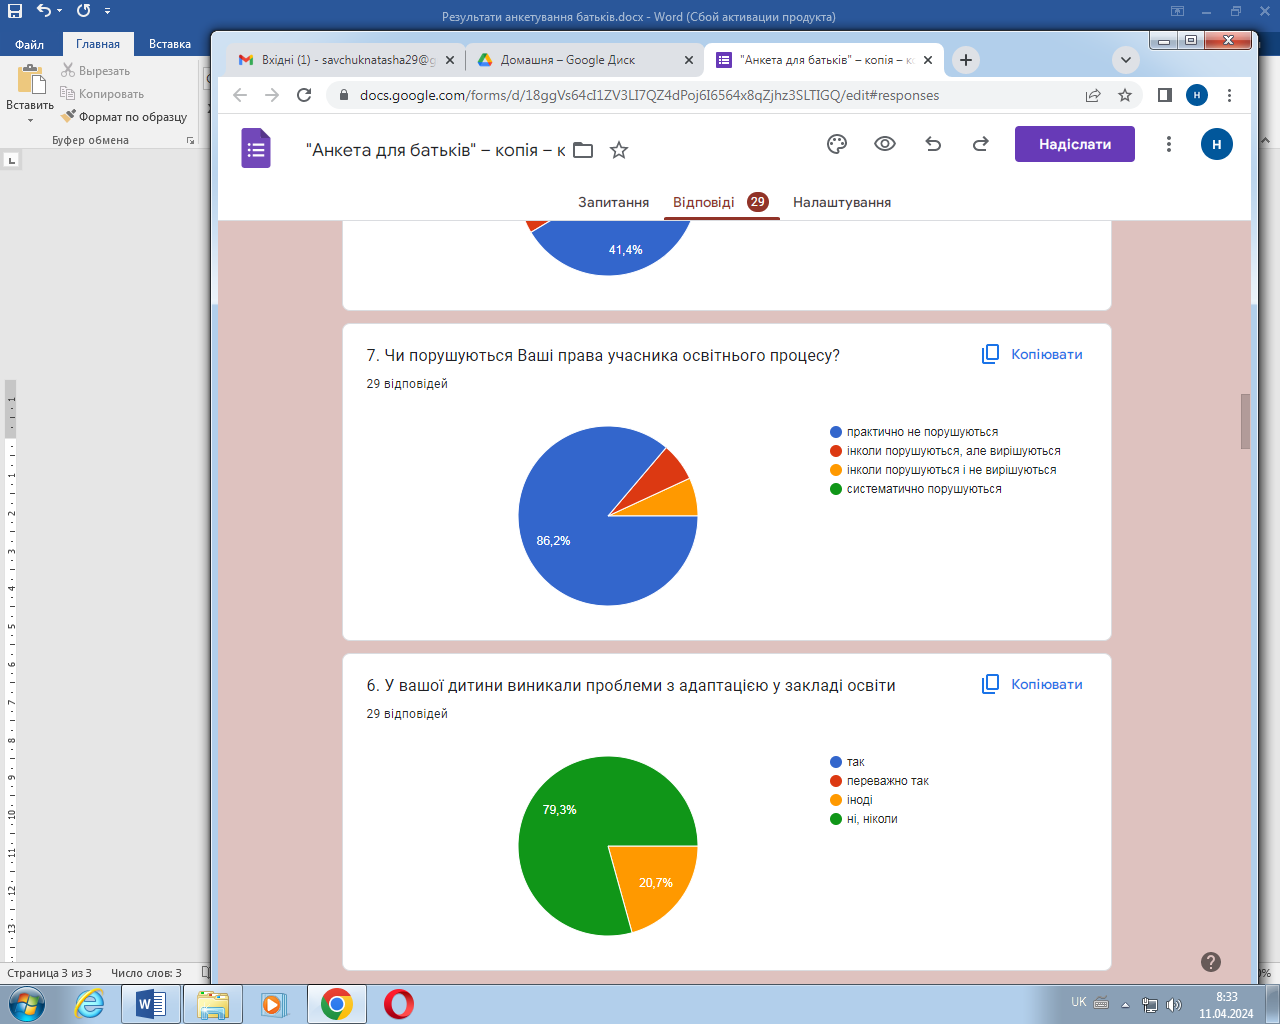 Результати анкетування батьків.docx - Word (Сбой активации продукта)
Файл
Главная
Вставка
Вставить
Вырезать
Копировать
Формат по образцу
Буфер обмена
Вхідні (1) - savchuknatasha29@g
Домашня – Google Диск
"Анкета для батьків" – копія – ко
docs.google.com/forms/d/18ggVs64cI1ZV3LI7QZ4dPoj6I6564x8qZjhz3SLTIGQ/edit#responses
"Анкета для батьків" – копія – к
Надіслати
Н
Запитання
Відповіді 29
Налаштування
41,4%
7. Чи порушуються Ваші права учасника освітнього процесу?
Копіювати
29 відповідей
86,2%
практично не порушуються
інколи порушуються, але вирішуються
інколи порушуються і не вирішуються
систематично порушуються
6. У вашої дитини виникали проблеми з адаптацією у закладі освіти
Копіювати
29 відповідей
79,3%
20,7%
так
переважно так
іноді
ні, ніколи
Страница 3 из 3
Число слов: 3
UK
8:33
11.04.2024